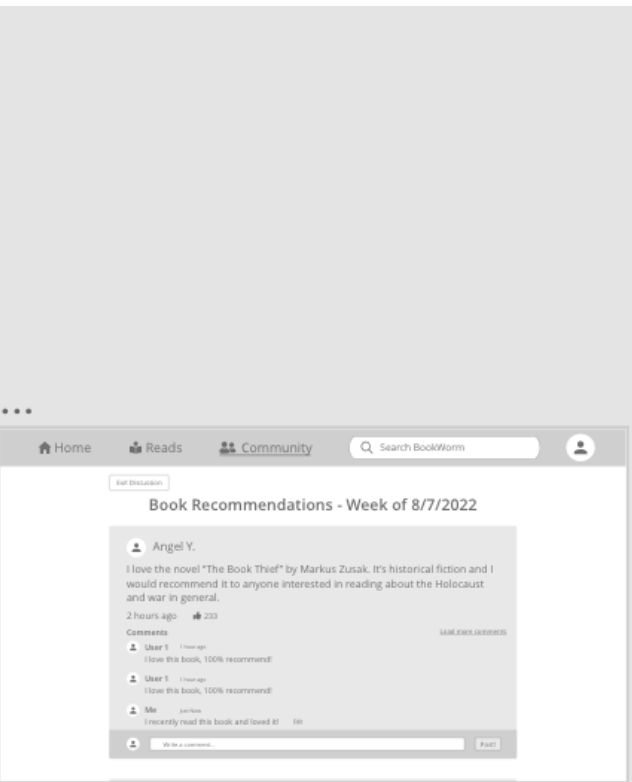 ...
Home Reads Community Search BookWorm
Exit Discussion
Book Recommendations - Week of 8/7/2022
Angel Y.
I love the novel "The Book Thief" by Markus Zusak. It's historical fiction and I
would recommend it to anyone interested in reading about the Holocaust
and war in general.
2 hours ago 233
Comments Load more comments
User 1 1 hour ago
I love this book, 100% recommend!
User 1 1 hour ago
I love this book, 100% recommend!
Me Just Now
I recently read this book and loved it! Edit
Write a comment... Post!